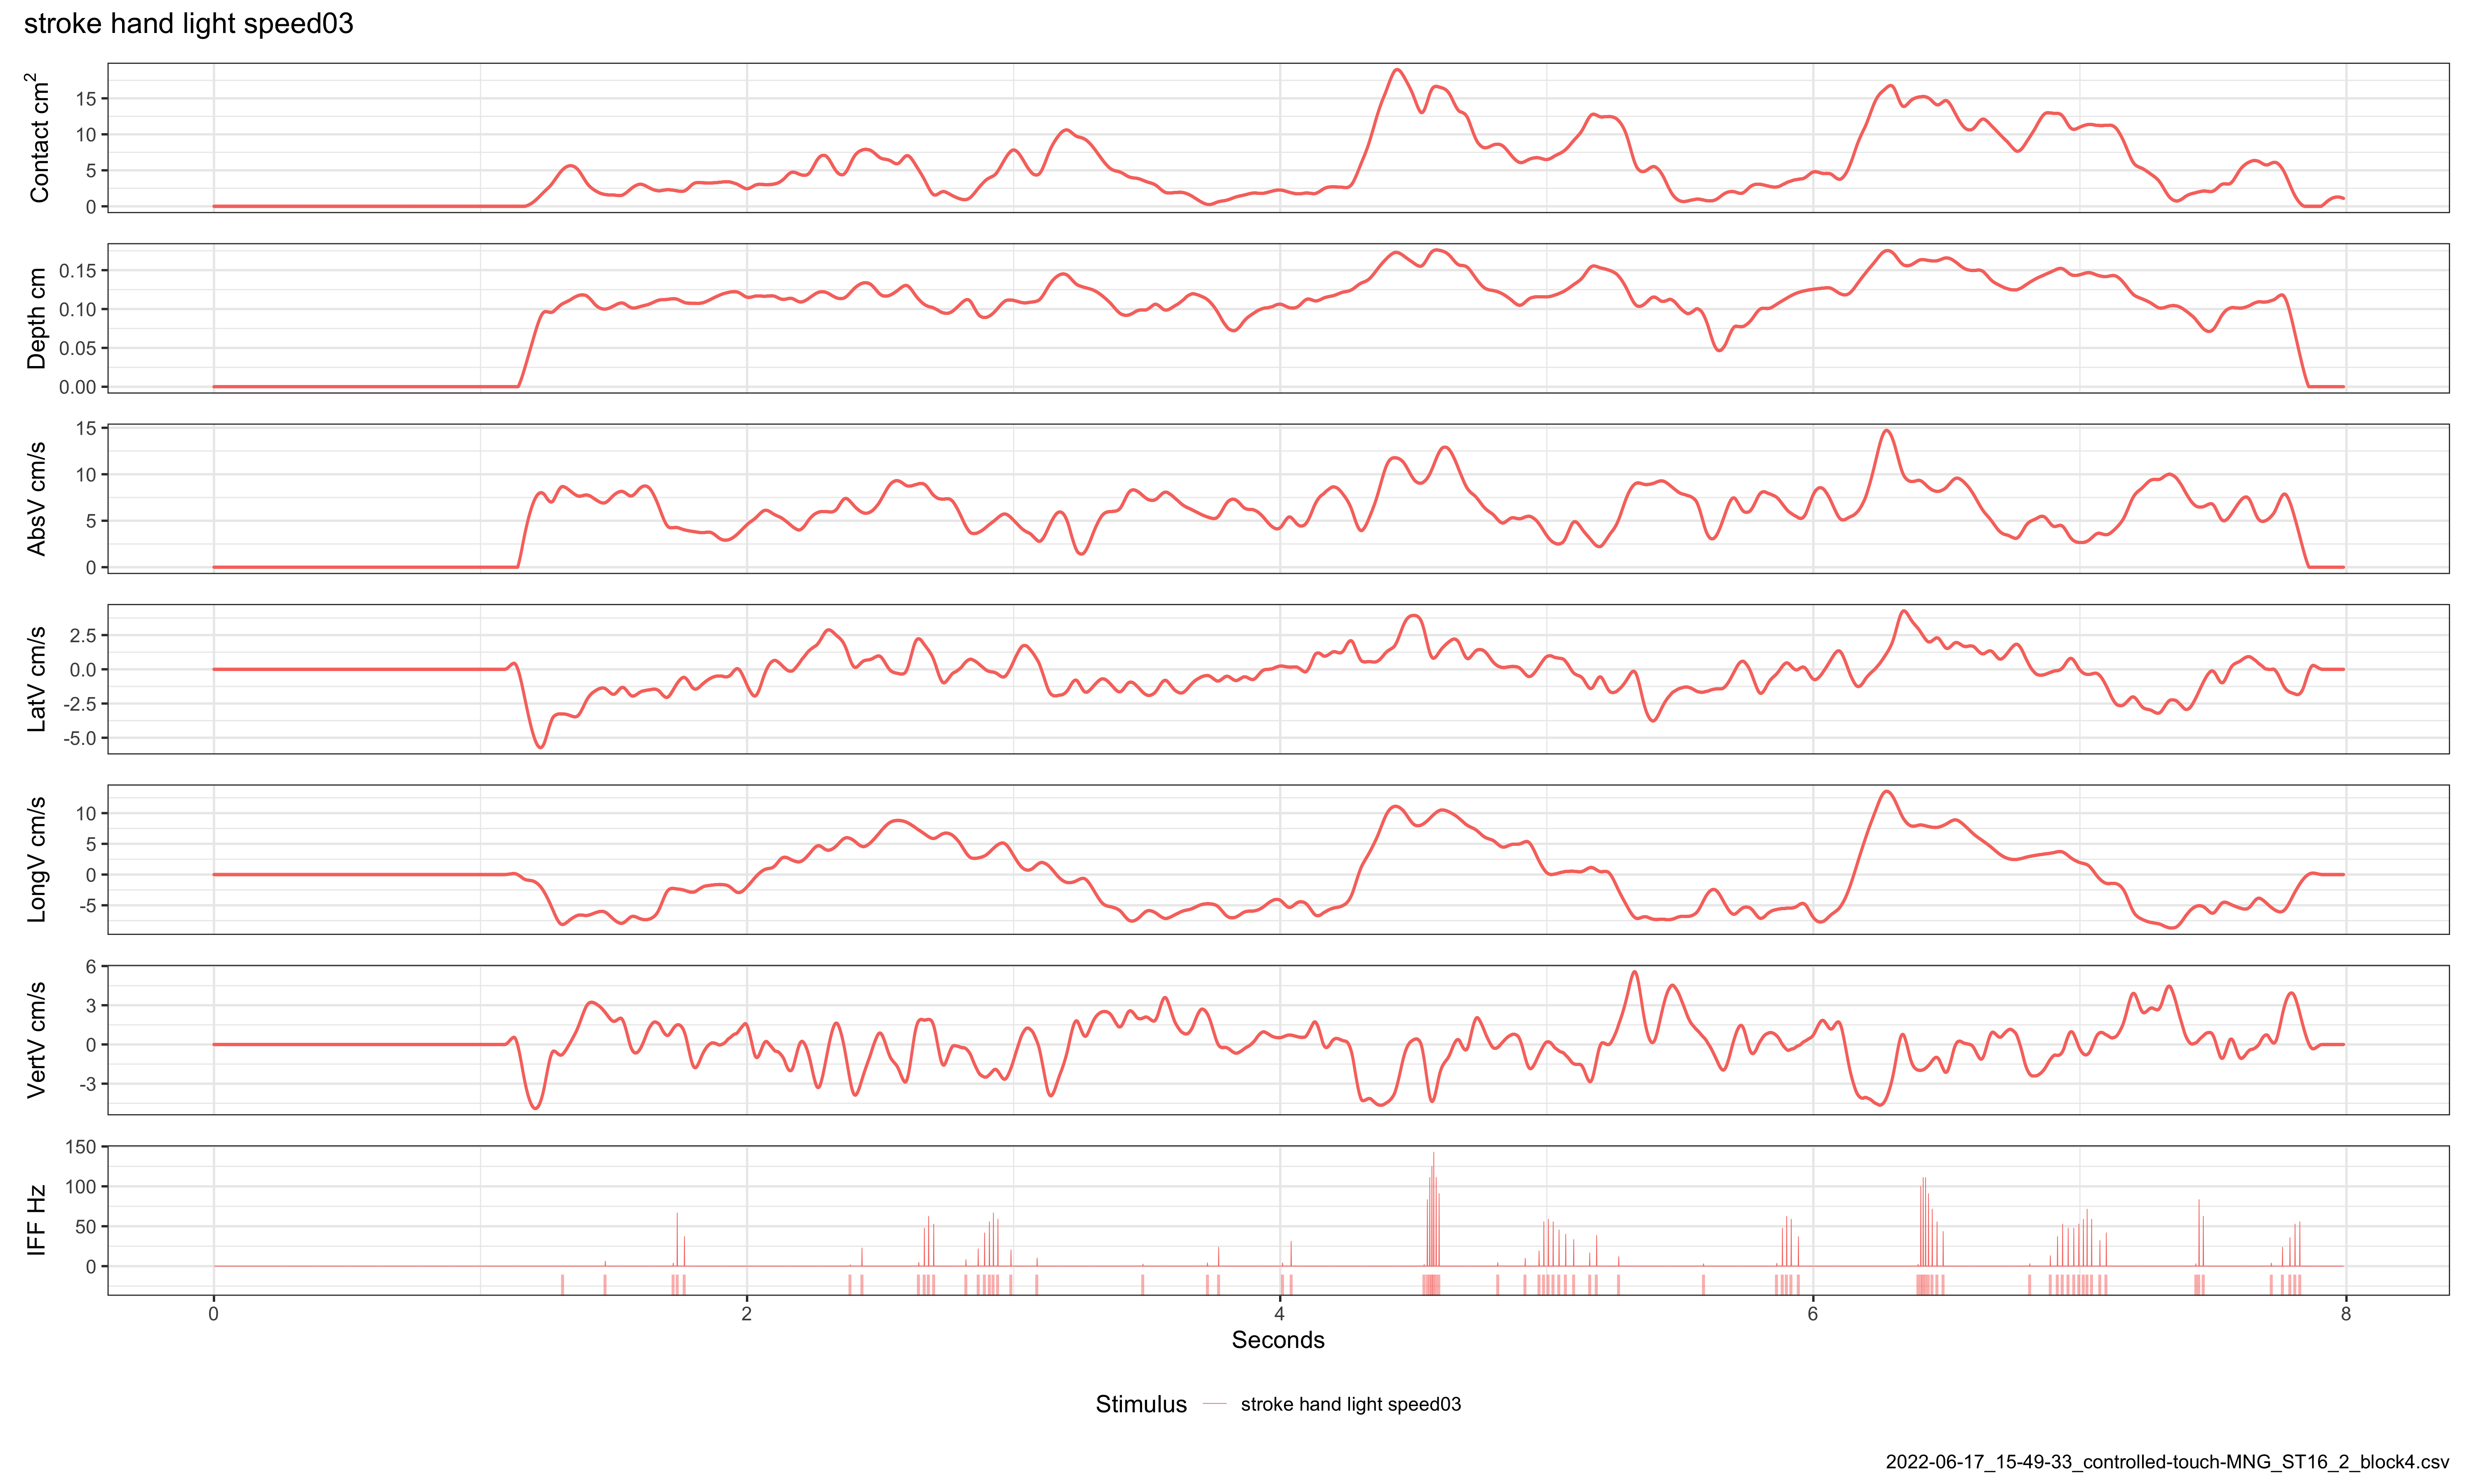 stroke hand light speed03
Contact cm²
15
10
5
0
Depth cm
0.15
0.10
0.05
0.00
AbsV cm/s
15
10
5
0
LatV cm/s
2.5
0.0
-2.5
-5.0
LongV cm/s
10
5
0
-5
VertV cm/s
6
3
0
-3
IFF Hz
150
100
50
0
0 2 4 6 8
Seconds
Stimulus stroke hand light speed03
2022-06-17_15-49-33_controlled-touch-MNG_ST16_2_block4.csv